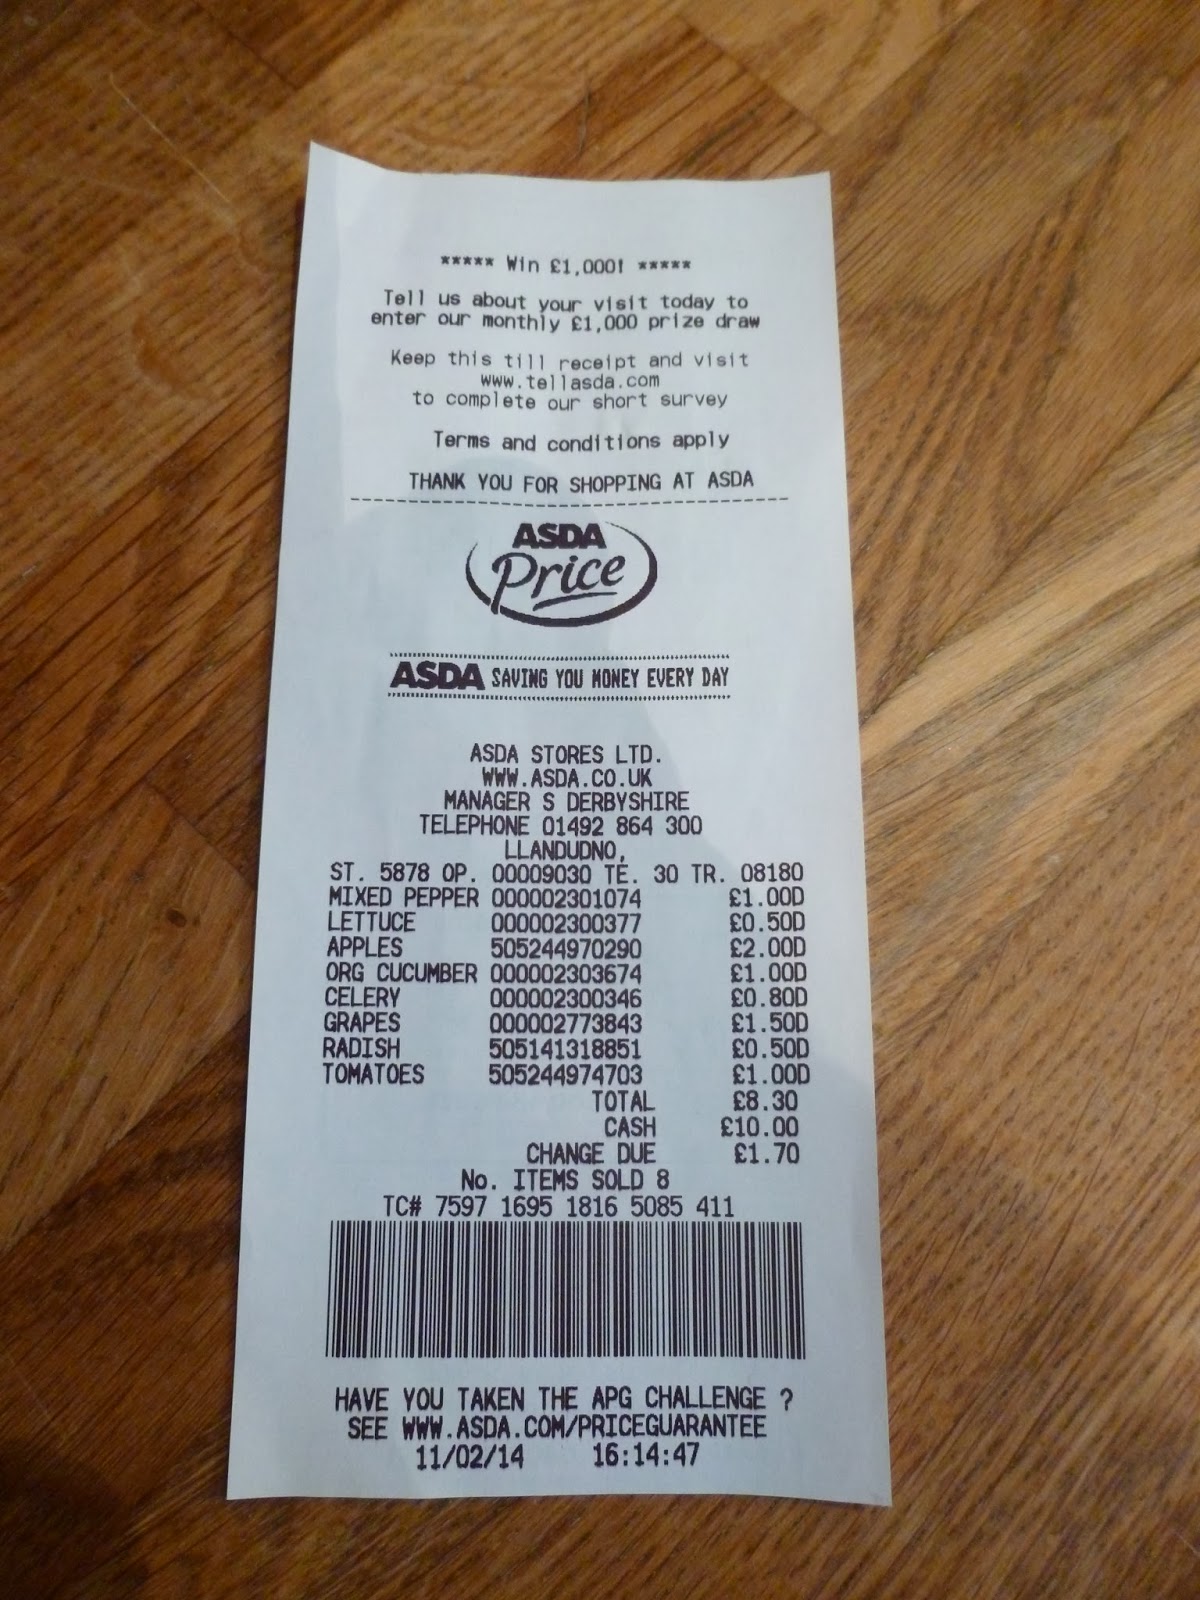 ***** Win £1,000! *****
Tell us about your visit today to
enter our monthly £1,000 prize draw
Keep this till receipt and visit
www.tellasda.com
to complete our short survey
Terms and conditions apply
THANK YOU FOR SHOPPING AT ASDA
ASDA
Price
ASDA SAVING YOU MONEY EVERY DAY
ASDA STORES LTD.
WWW.ASDA.CO.UK
MANAGER S DERBYSHIRE
TELEPHONE 01492 864 300
LLANDUDNO,
ST. 5878 OP. 00009030 TE. 30 TR. 08180
MIXED PEPPER 000002301074 £1.00D
LETTUCE 000002300377 £0.50D
APPLES 505244970290 £2.00D
ORG CUCUMBER 000002303674 £1.00D
CELERY 000002300346 £0.80D
GRAPES 000002773843 £1.50D
RADISH 505141318851 £0.50D
TOMATOES 505244974703 £1.00D
TOTAL £8.30
CASH £10.00
CHANGE DUE £1.70
No. ITEMS SOLD 8
TC# 7597 1695 1816 5085 411
HAVE YOU TAKEN THE APG CHALLENGE ?
SEE WWW.ASDA.COM/PRICEGUARANTEE
11/02/14 16:14:47